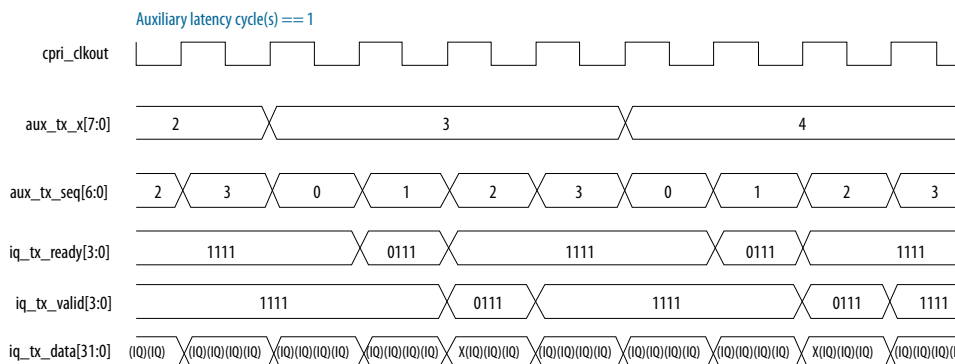 Auxiliary latency cycle(s) == 1
cpri_clkout
aux_tx_x[7:0] 2 3 4
aux_tx_seq[6:0] 2 3 0 1 2 3 0 1 2 3
iq_tx_ready[3:0] 1111 0111 1111 0111 1111
iq_tx_valid[3:0] 1111 0111 1111 0111 1111
iq_tx_data[31:0] (IQ)(IQ) (IQ)(IQ)(IQ)(IQ) (IQ)(IQ)(IQ)(IQ) (IQ)(IQ)(IQ)(IQ) X(IQ)(IQ)(IQ) (IQ)(IQ)(IQ)(IQ) (IQ)(IQ)(IQ)(IQ) (IQ)(IQ)(IQ)(IQ) X(IQ)(IQ)(IQ) (IQ)(IQ)(IQ)(